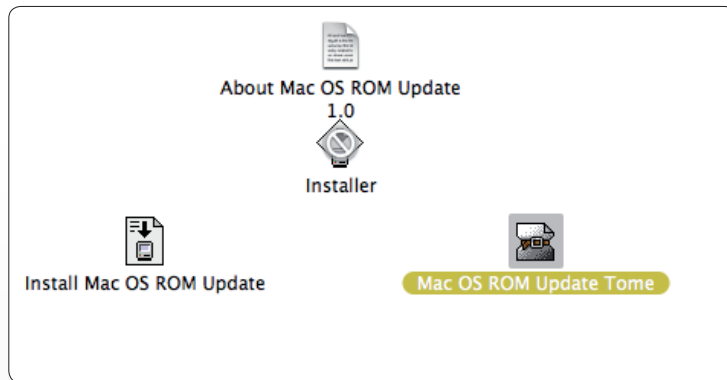 About Mac OS ROM Update
1.0
Installer
Install Mac OS ROM Update
Mac OS ROM Update Tome